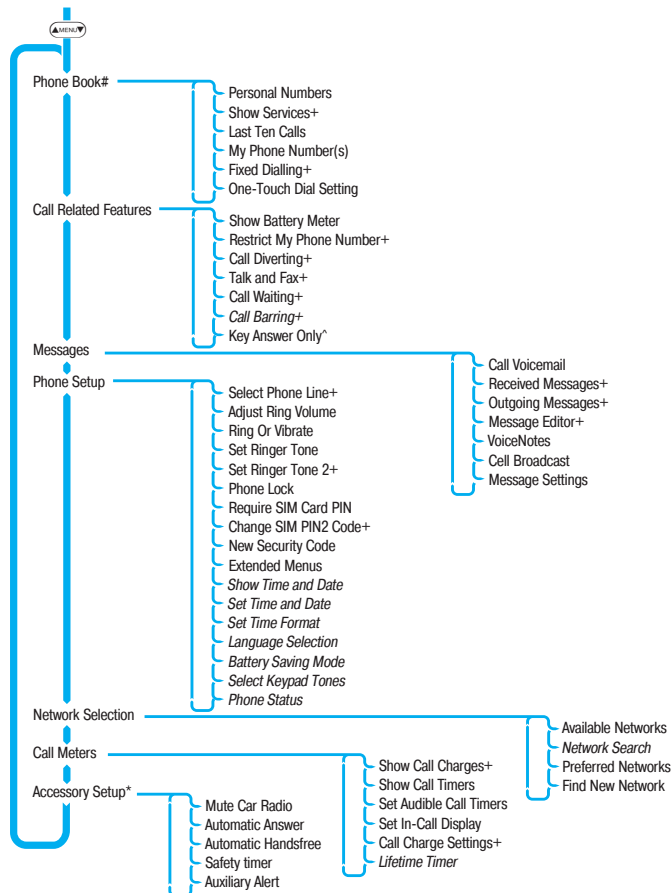 MENU
Phone Book#
Personal Numbers
Show Services+
Last Ten Calls
My Phone Number(s)
Fixed Dialling+
One-Touch Dial Setting
Call Related Features
Show Battery Meter
Restrict My Phone Number+
Call Diverting+
Talk and Fax+
Call Waiting+
Call Barring+
Key Answer Only^
Messages
Call Voicemail
Received Messages+
Outgoing Messages+
Message Editor+
VoiceNotes
Cell Broadcast
Message Settings
Phone Setup
Select Phone Line+
Adjust Ring Volume
Ring Or Vibrate
Set Ringer Tone
Set Ringer Tone 2+
Phone Lock
Require SIM Card PIN
Change SIM PIN2 Code+
New Security Code
Extended Menus
Show Time and Date
Set Time and Date
Set Time Format
Language Selection
Battery Saving Mode
Select Keypad Tones
Phone Status
Network Selection
Available Networks
Network Search
Preferred Networks
Find New Network
Call Meters
Show Call Charges+
Show Call Timers
Set Audible Call Timers
Set In-Call Display
Call Charge Settings+
Lifetime Timer
Accessory Setup*
Mute Car Radio
Automatic Answer
Automatic Handsfree
Safety timer
Auxiliary Alert